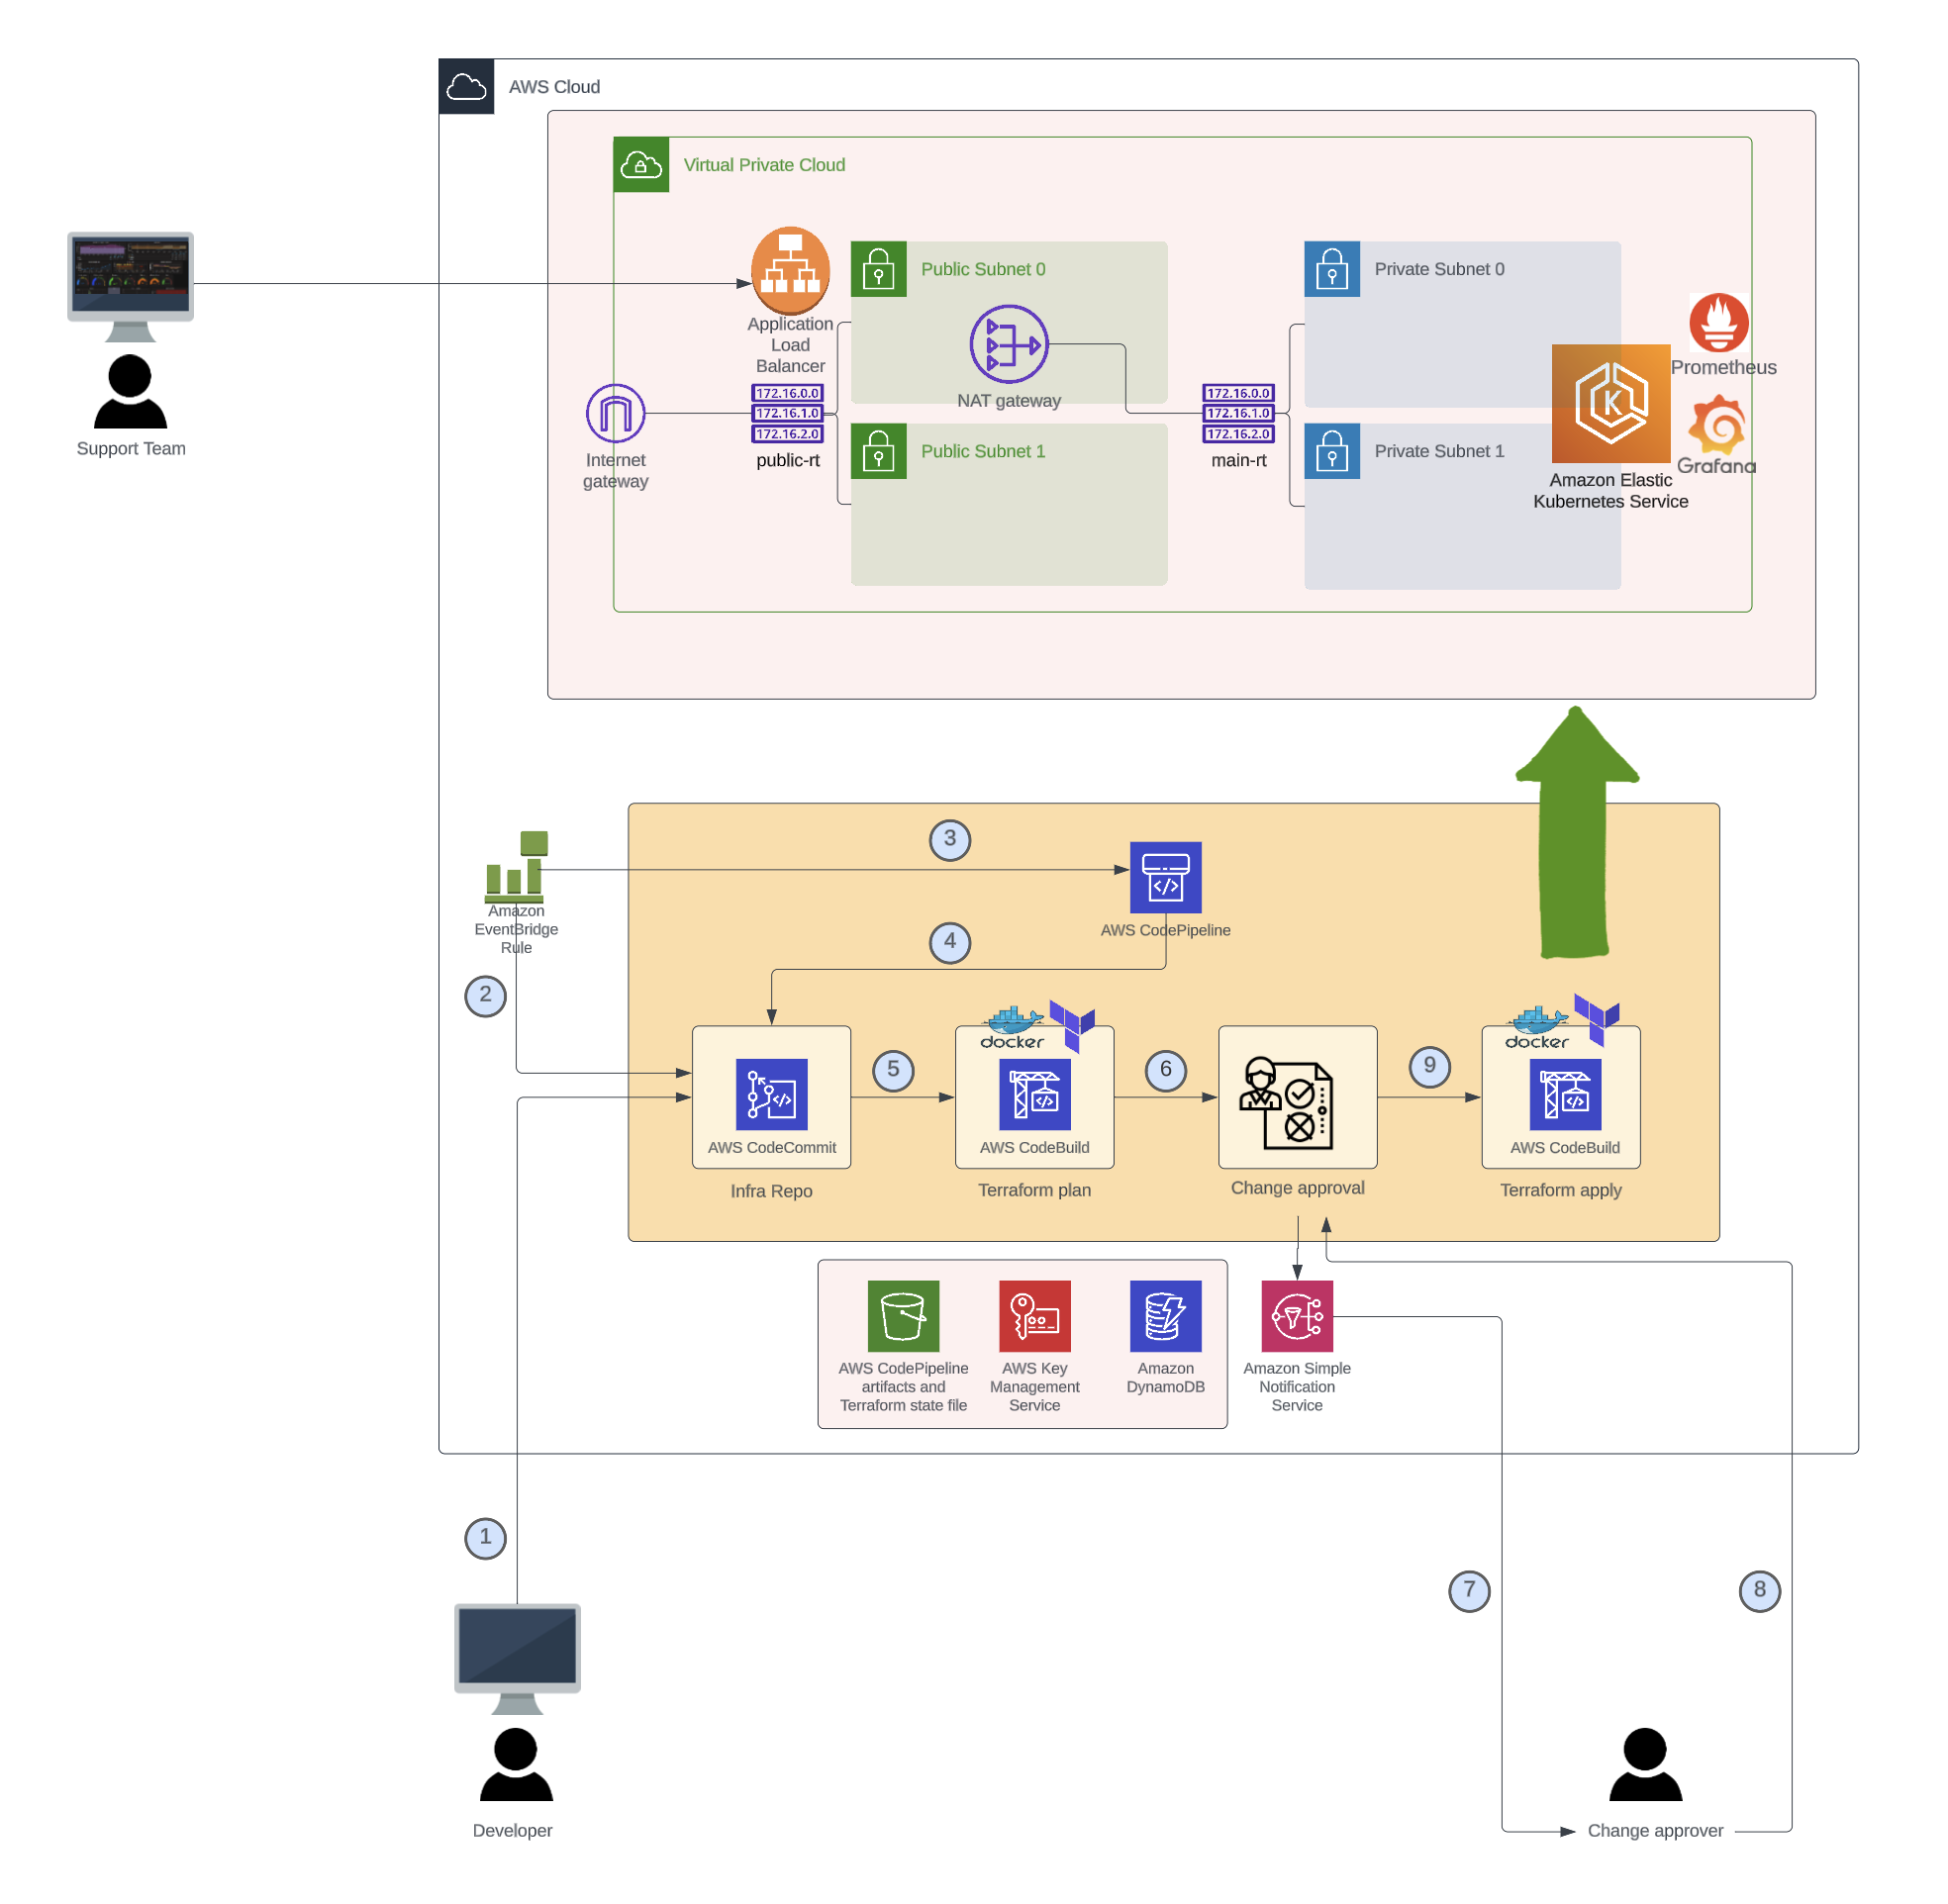 AWS Cloud
Virtual Private Cloud
Public Subnet 0
Private Subnet 0
Application
Load
Balancer
Prometheus
172.16.0.0
172.16.1.0
172.16.2.0
NAT gateway
172.16.0.0
172.16.1.0
172.16.2.0
K
Support Team
Internet
gateway
public-rt
Public Subnet 1
main-rt
Private Subnet 1
Grafana
Amazon Elastic
Kubernetes Service
3
Amazon
EventBridge
Rule
AWS CodePipeline
4
2
docker
docker
5
6
9
AWS CodeCommit
AWS CodeBuild
AWS CodeBuild
Infra Repo
Terraform plan
Change approval
Terraform apply
AWS CodePipeline
artifacts and
Terraform state file
AWS Key
Management
Service
Amazon
DynamoDB
Amazon Simple
Notification
Service
1
7
8
Developer
Change approver